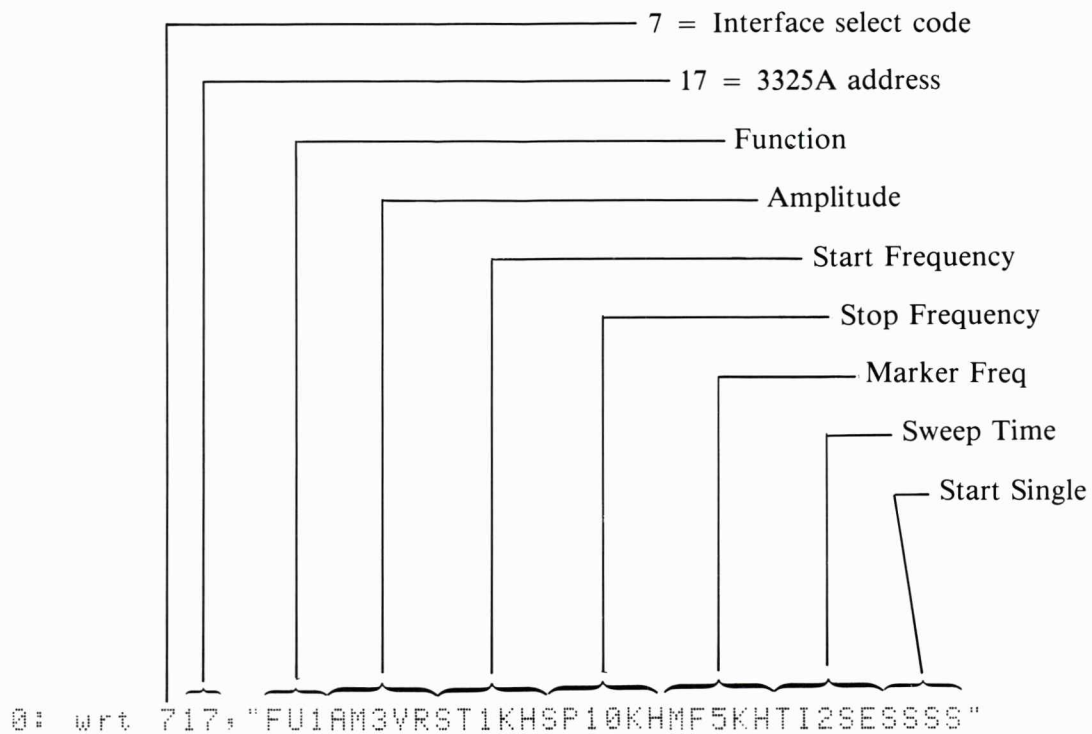 7 = Interface select code
17 = 3325A address
Function
Amplitude
Start Frequency
Stop Frequency
Marker Freq
Sweep Time
Start Single
0: wrt 717,"FU1AM3VRST1KHSP10KHMF5KHTI2SESSSS"